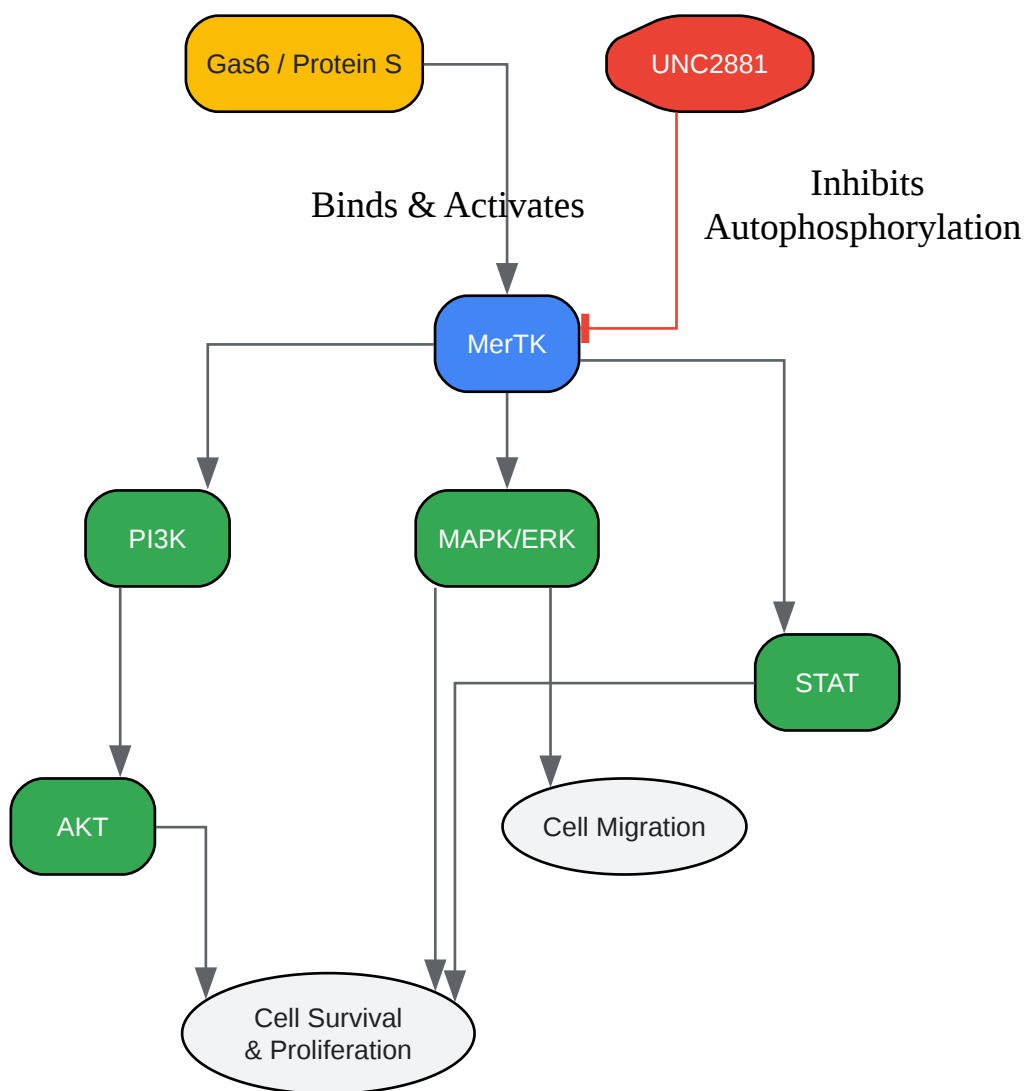 Gas6 / Protein S
UNC2881
Inhibits
Autophosphorylation
Binds & Activates
MerTK
PI3K
MAPK/ERK
STAT
AKT
Cell Migration
Cell Survival
& Proliferation